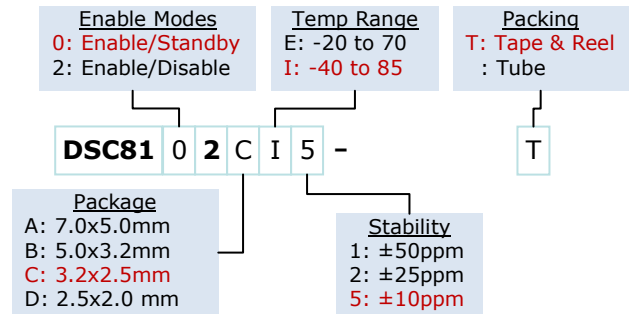 Enable Modes
0: Enable/Standby
2: Enable/Disable
Temp Range
E: -20 to 70
I: -40 to 85
Packing
T: Tape & Reel
: Tube
DSC81 0 2 C I 5 – T
Package
A: 7.0x5.0mm
B: 5.0x3.2mm
C: 3.2x2.5mm
D: 2.5x2.0 mm
Stability
1: ±50ppm
2: ±25ppm
5: ±10ppm